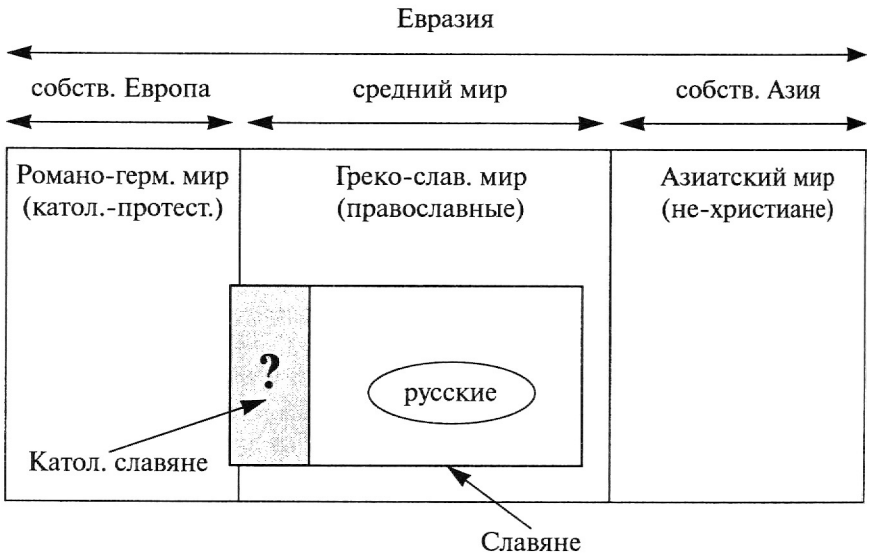 Евразия
собств. Европа
средний мир
собств. Азия
Романо-герм. мир
(катол.-протест.)
Греко-слав. мир
(православные)
Азиатский мир
(не-христиане)
?
русские
Катол. славяне
Славяне